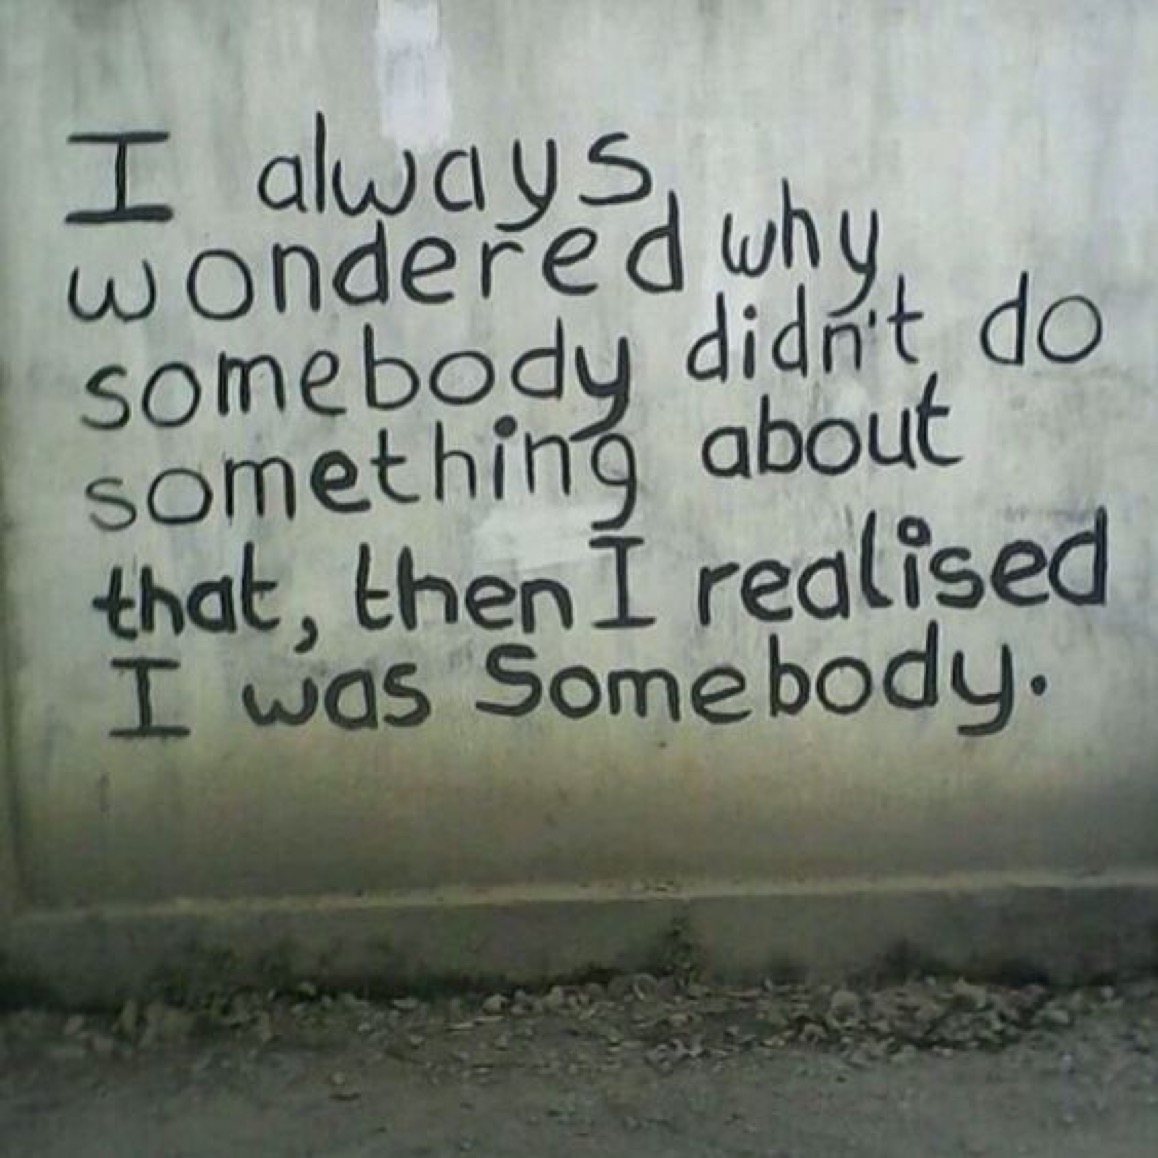 I always
wondered why
somebody didn't do
something about
that, then I realised
I was Somebody.